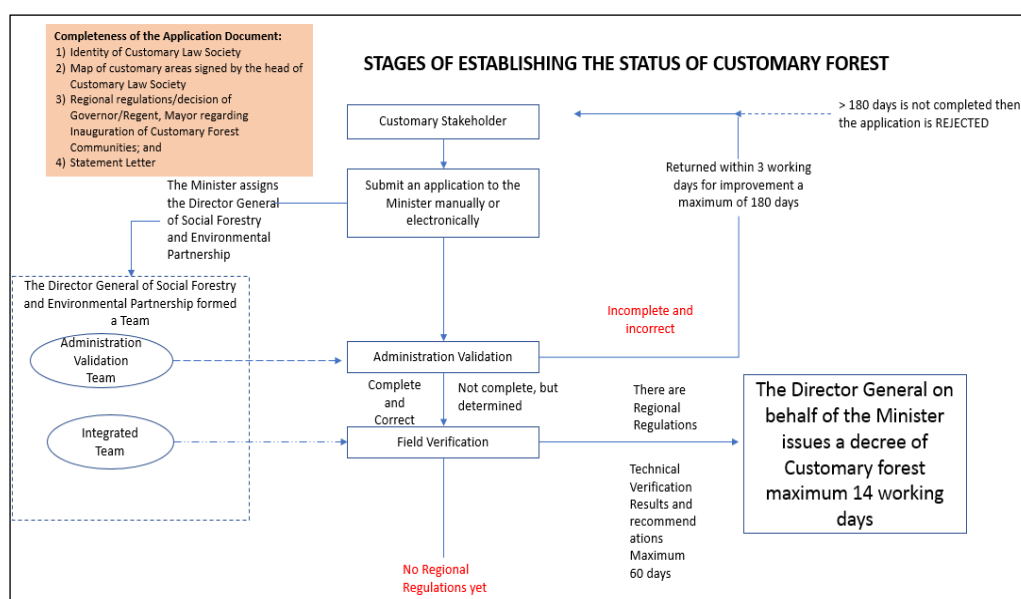 Completeness of the Application Document:
1) Identity of Customary Law Society
2) Map of customary areas signed by the head of
Customary Law Society
3) Regional regulations/decision of
Governor/Regent, Mayor regarding
Inauguration of Customary Forest
Communities; and
4) Statement Letter
STAGES OF ESTABLISHING THE STATUS OF CUSTOMARY FOREST
Customary Stakeholder
> 180 days is not completed then
the application is REJECTED
Returned within 3 working
days for improvement a
maximum of 180 days
Submit an application to the
Minister manually or
electronically
The Minister assigns
the Director General
of Social Forestry
and Environmental
Partnership
The Director General of Social Forestry
and Environmental Partnership formed
a Team
Administration
Validation
Team
Integrated
Team
Incomplete and
incorrect
Administration Validation
Complete
and
Correct
Not complete, but
determined
Field Verification
There are
Regional
Regulations
Technical
Verification
Results and
recommend
ations
Maximum
60 days
The Director General on
behalf of the Minister
issues a decree of
Customary forest
maximum 14 working
days
No Regional
Regulations yet